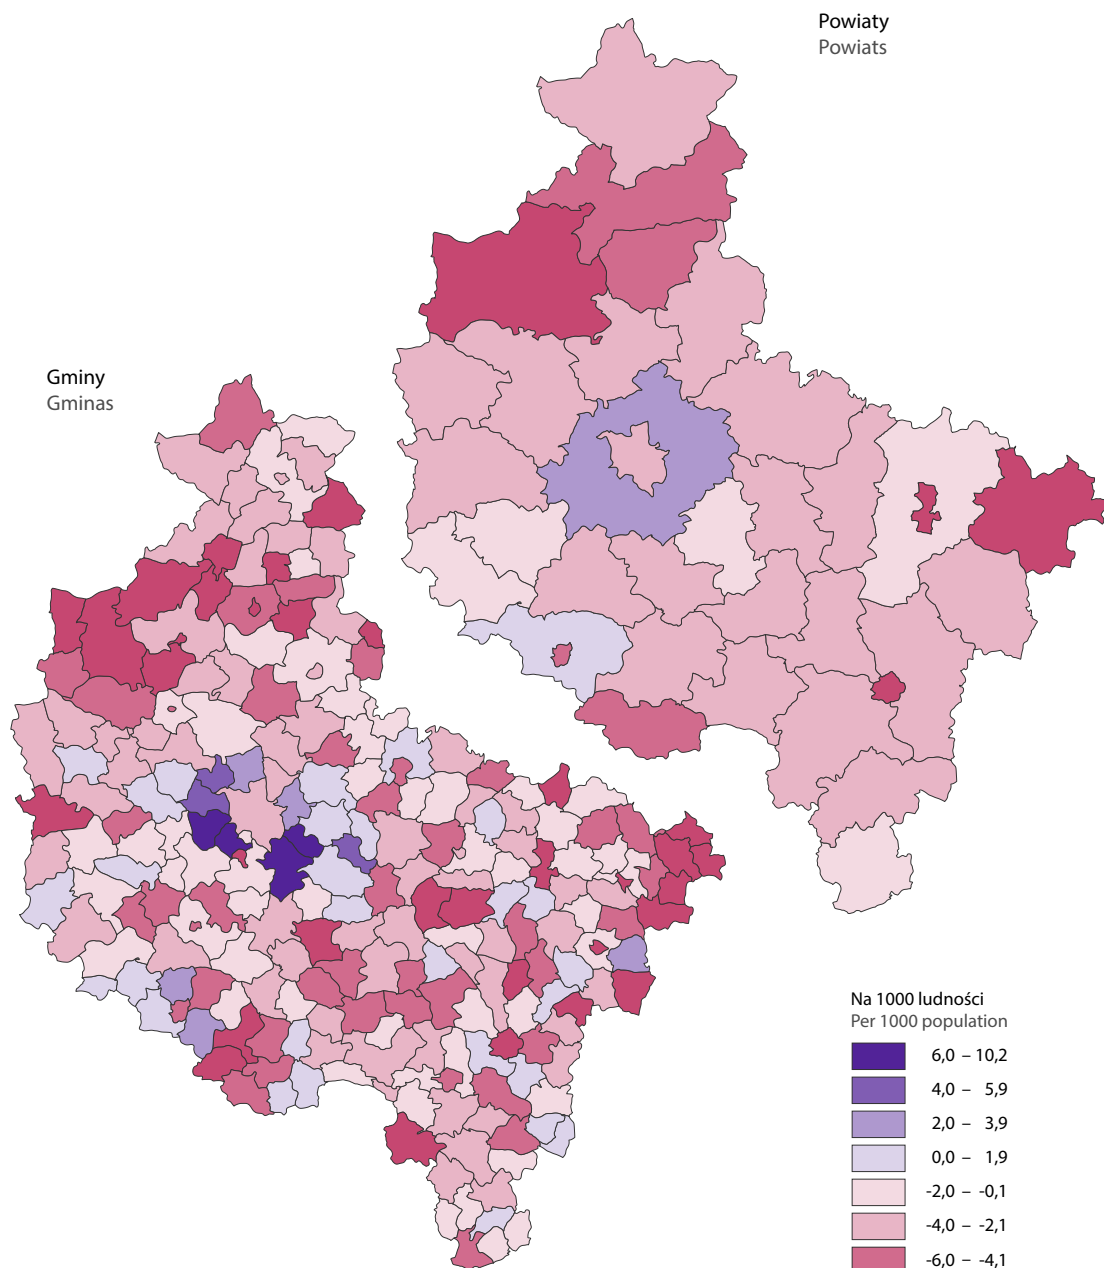 Powiaty
Powiats
Gminy
Gminas
Na 1000 ludności
Per 1000 population
6,0 – 10,2
4,0 – 5,9
2,0 – 3,9
0,0 – 1,9
-2,0 – -0,1
-4,0 – -2,1
-6,0 – -4,1